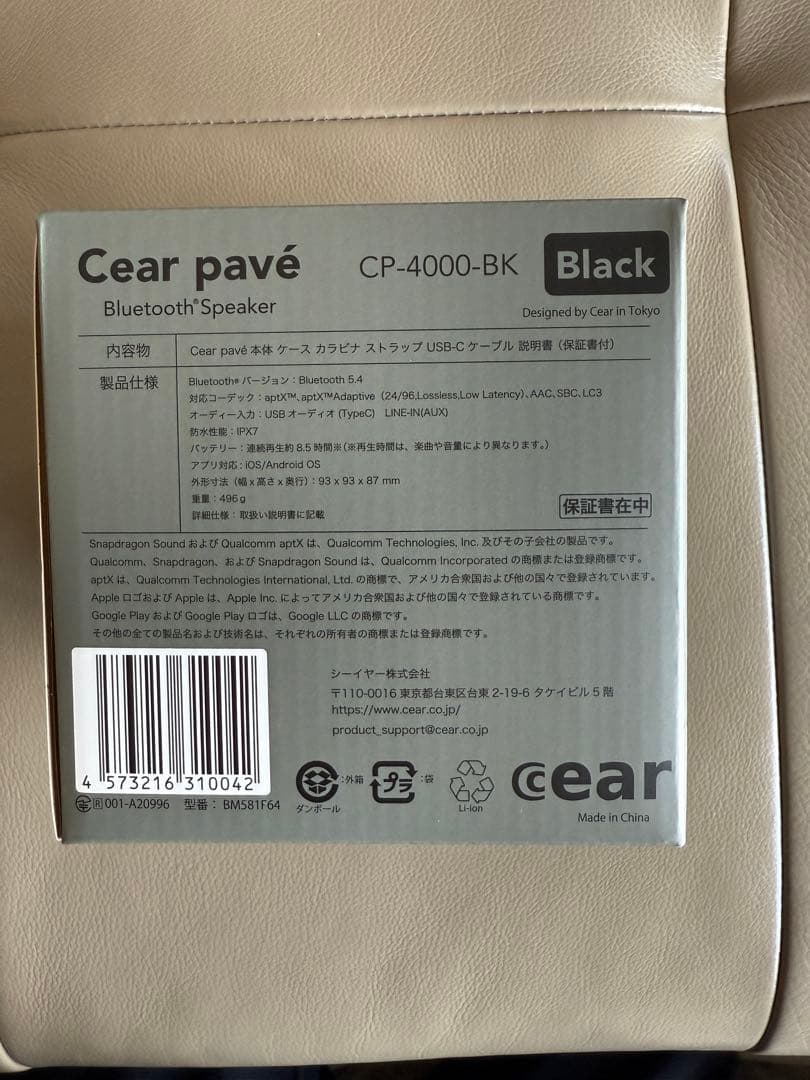 Cear pavé
CP-4000-BK
Black
Bluetooth® Speaker
Designed by Cear in Tokyo
内容物
Cear pavé 本体 ケース カラビナ ストラップ USB-C ケーブル 説明書（保証書付）
製品仕様
Bluetooth® バージョン：Bluetooth 5.4
対応コーデック：aptX™、aptX™Adaptive（24/96,Lossless,Low Latency）、AAC、SBC、LC3
オーディー入力：USB オーディオ (TypeC) LINE-IN(AUX)
防水性能：IPX7
バッテリー：連続再生約 8.5 時間※（※再生時間は、楽曲や音量により異なります。）
アプリ対応：iOS/Android OS
外形寸法（幅 x 高さ x 奥行）：93 x 93 x 87 mm
重量：496 g
詳細仕様：取扱い説明書に記載
保証書在中
Snapdragon Sound および Qualcomm aptX は、Qualcomm Technologies, Inc. 及びその子会社の製品です。
Qualcomm、Snapdragon、および Snapdragon Sound は、Qualcomm Incorporated の商標または登録商標です。
aptX は、Qualcomm Technologies International, Ltd. の商標で、アメリカ合衆国および他の国々で登録されています。
Apple ロゴおよび Apple は、Apple Inc. によってアメリカ合衆国および他の国々で登録されている商標です。
Google Play および Google Play ロゴは、Google LLC の商標です。
その他の全ての製品名および技術名は、それぞれの所有者の商標または登録商標です。
シーイヤー株式会社
〒110-0016 東京都台東区台東 2-19-6 タケイビル 5 階
https://www.cear.co.jp/
product_support@cear.co.jp
4 573216 310042
R 001-A20996 型番： BM581F64
ダンボール
:外箱
プラ
:袋
Li-ion
cear
Made in China